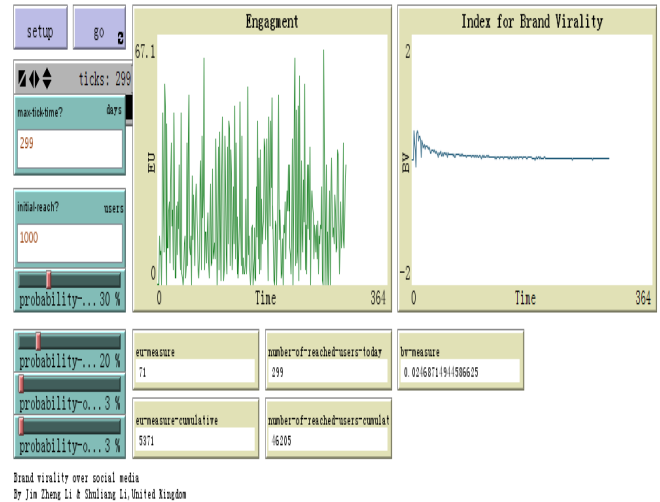 setup
go
ticks: 299
max-tick-time?
days
299
initial-reach?
users
1000
probability-... 30 %
Engagment
67.1
EU
0
0
Time
364
Index for Brand Virality
2
BV
-2
0
Time
364
probability-... 20 %
probability-o... 3 %
probability-o... 3 %
eu-measure
71
number-of-reached-users-today
299
bv-measure
0.02468714944586625
eu-measure-cumulative
5371
number-of-reached-users-cumulat
46205
Brand virality over social media
By Jim Zheng Li & Shuliang Li,United Kingdom